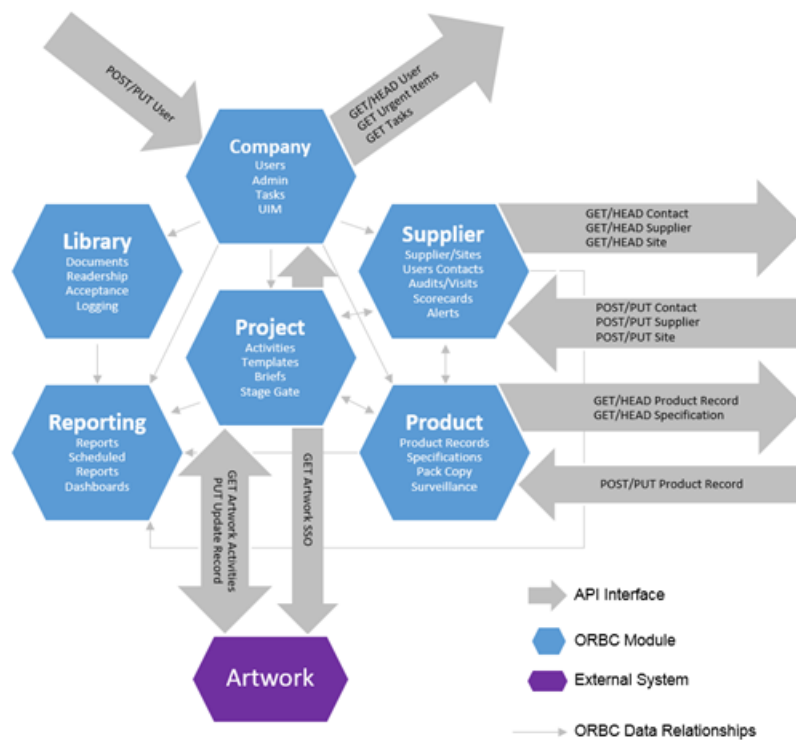 POST/PUT User
GET/HEAD User
GET Urgent Items
GET Tasks
Company
Users
Admin
Tasks
UIM
Library
Documents
Readership
Acceptance
Logging
Supplier
Supplier/Sites
Users Contacts
Audits/Visits
Scorecards
Alerts
GET/HEAD Contact
GET/HEAD Supplier
GET/HEAD Site
POST/PUT Contact
POST/PUT Supplier
POST/PUT Site
Project
Activities
Templates
Briefs
Stage Gate
Reporting
Reports
Scheduled
Reports
Dashboards
Product
Product Records
Specifications
Pack Copy
Surveillance
GET/HEAD Product Record
GET/HEAD Specification
POST/PUT Product Record
GET Artwork Activities
PUT Update Record
GET Artwork SSO
Artwork
API Interface
ORBC Module
External System
ORBC Data Relationships